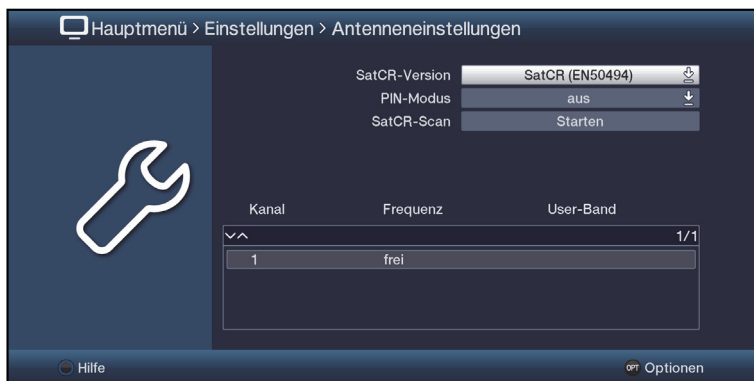 Hauptmenü > Einstellungen > Antenneneinstellungen
SatCR-Version SatCR (EN50494)
PIN-Modus aus
SatCR-Scan Starten
Kanal Frequenz User-Band
1/1
1 frei
Hilfe OPT Optionen